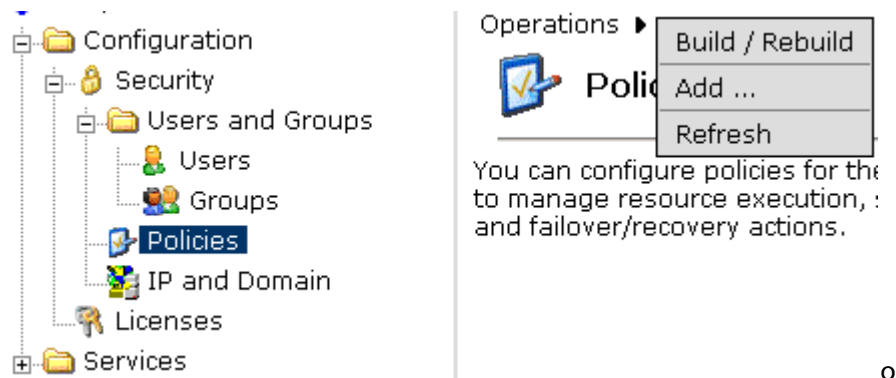 Configuration
Security
Users and Groups
Users
Groups
Policies
IP and Domain
Licenses
Services
Operations
Build / Rebuild
Add ...
Refresh
You can configure policies for the
to manage resource execution,
and failover/recovery actions.